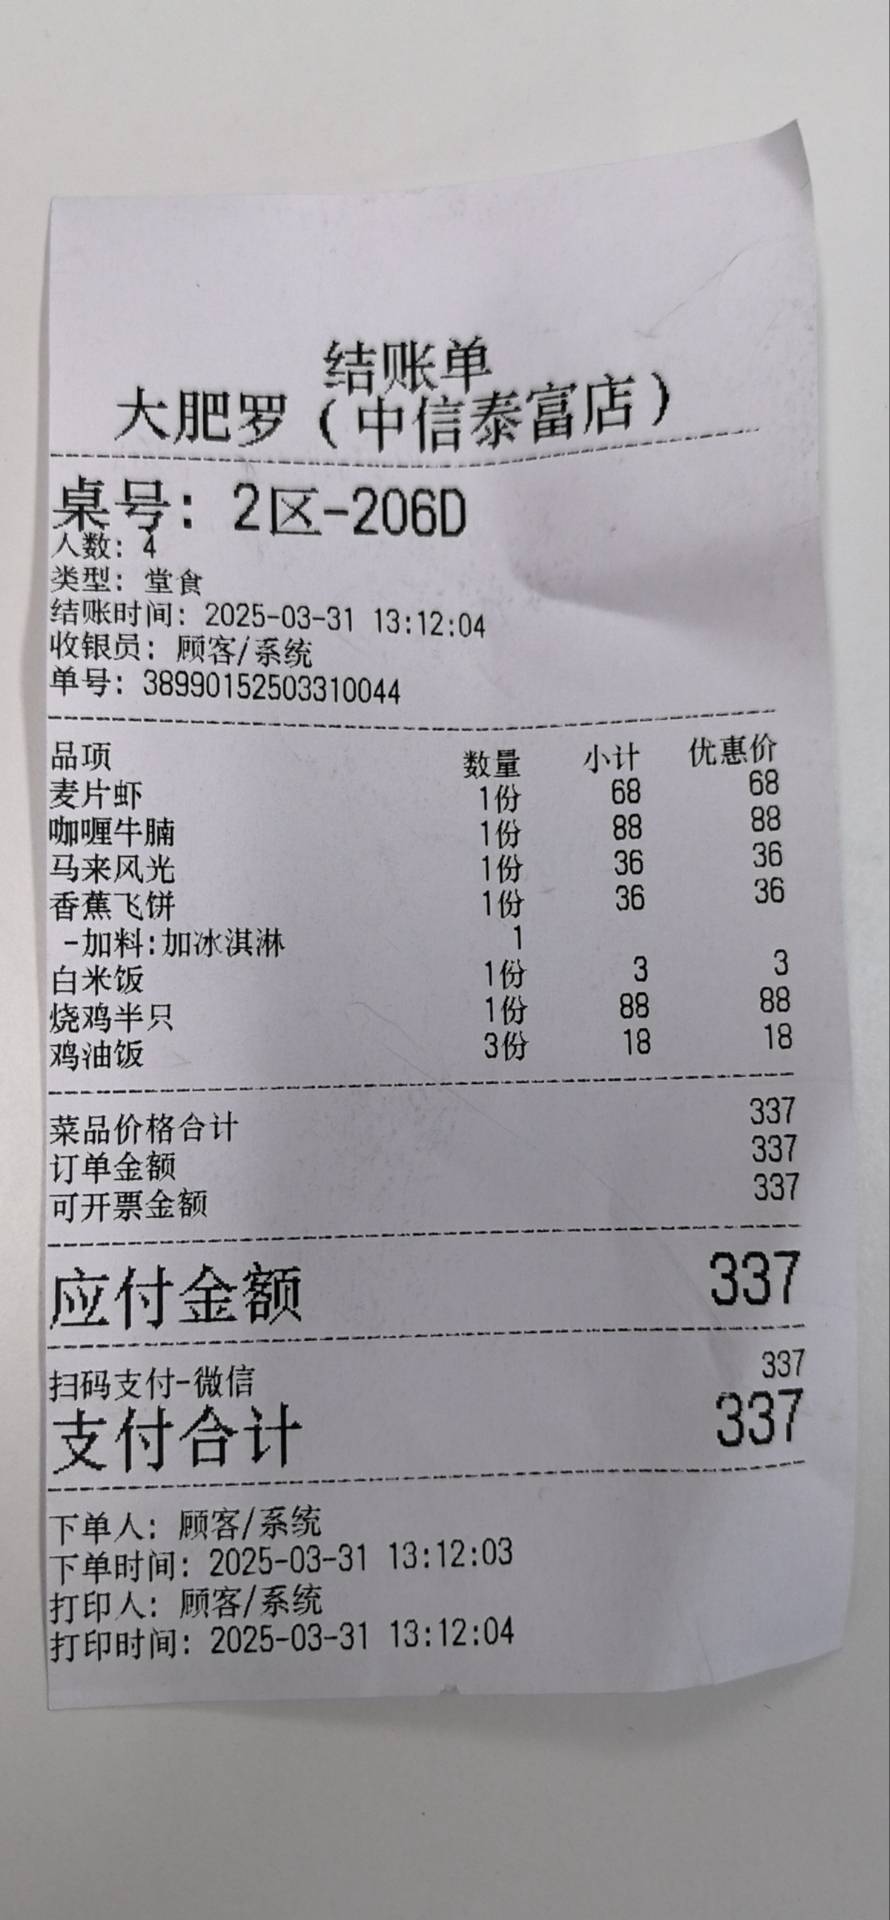 结账单
大肥罗（中信泰富店）
桌号：2区-206D
人数：4
类型：堂食
结账时间：2025-03-31 13:12:04
收银员：顾客/系统
单号：38990152503310044
品项 数量 小计 优惠价
麦片虾 1份 68 68
咖喱牛腩 1份 88 88
马来风光 1份 36 36
香蕉飞饼 1份 36 36
-加料:加冰淇淋 1
白米饭 1份 3 3
烧鸡半只 1份 88 88
鸡油饭 3份 18 18
菜品价格合计 337
订单金额 337
可开票金额 337
应付金额 337
扫码支付-微信 337
支付合计 337
下单人：顾客/系统
下单时间：2025-03-31 13:12:03
打印人：顾客/系统
打印时间：2025-03-31 13:12:04